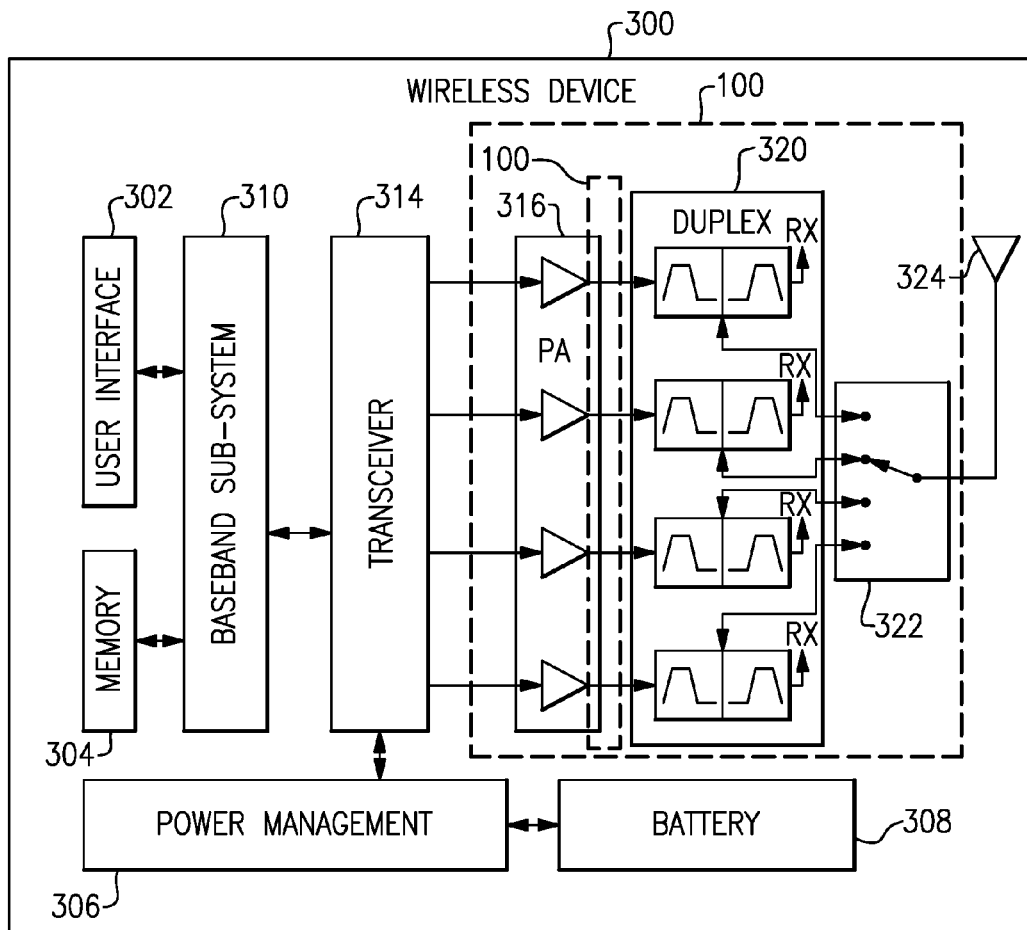 300
WIRELESS DEVICE
100
100
320
302
310
314
316
DUPLEX
RX
324
USER INTERFACE
BASEBAND SUB-SYSTEM
TRANSCEIVER
PA
RX
RX
322
MEMORY
RX
304
POWER MANAGEMENT
BATTERY
308
306